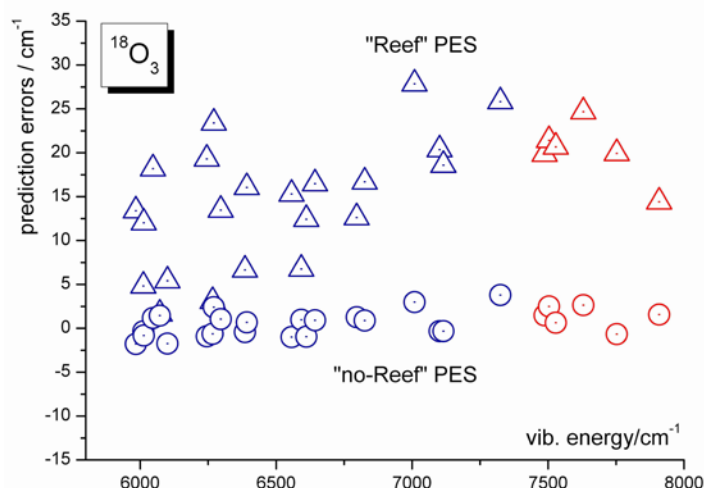 35
30
25
20
15
10
5
0
-5
-10
-15
prediction errors / cm⁻¹
¹⁸O₃
"Reef" PES
"no-Reef" PES
vib. energy/cm⁻¹
6000 6500 7000 7500 8000